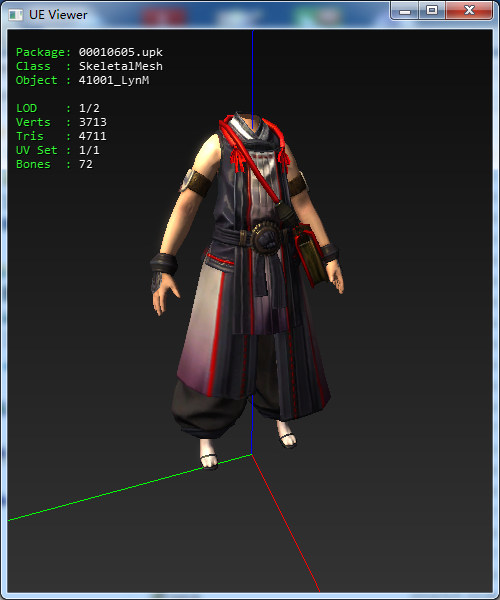 UE Viewer
Package: 00010605.upk
Class : SkeletalMesh
Object : 41001_LynM
LOD : 1/2
Verts : 3713
Tris : 4711
UV Set : 1/1
Bones : 72